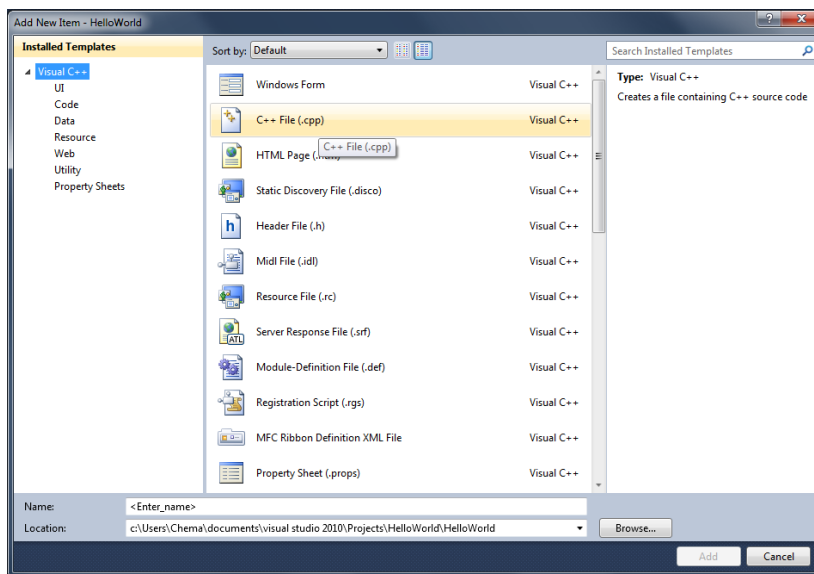 Add New Item - HelloWorld
Installed Templates
Sort by: Default
Search Installed Templates
Visual C++
UI
Code
Data
Resource
Web
Utility
Property Sheets
Windows Form Visual C++
C++ File (.cpp) Visual C++
C++ File (.cpp)
HTML Page Visual C++
Static Discovery File (.disco) Visual C++
Header File (.h) Visual C++
Midl File (.idl) Visual C++
Resource File (.rc) Visual C++
Server Response File (.srf) Visual C++
Module-Definition File (.def) Visual C++
Registration Script (.rgs) Visual C++
MFC Ribbon Definition XML File Visual C++
Property Sheet (.props) Visual C++
Type: Visual C++
Creates a file containing C++ source code
Name: <Enter_name>
Location: c:\Users\Chema\documents\visual studio 2010\Projects\HelloWorld\HelloWorld
Browse...
Add
Cancel
h
ATL